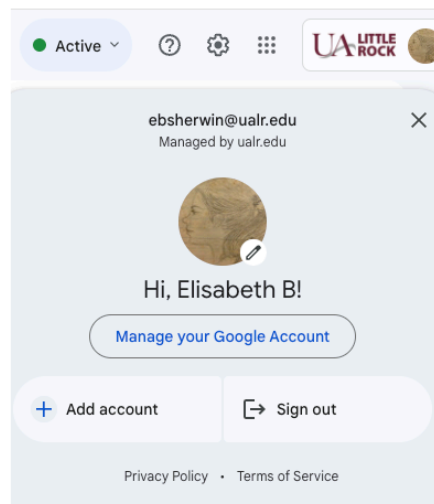 Active
UA LITTLE ROCK
ebsherwin@ualr.edu
Managed by ualr.edu
Hi, Elisabeth B!
Manage your Google Account
Add account
Sign out
Privacy Policy • Terms of Service